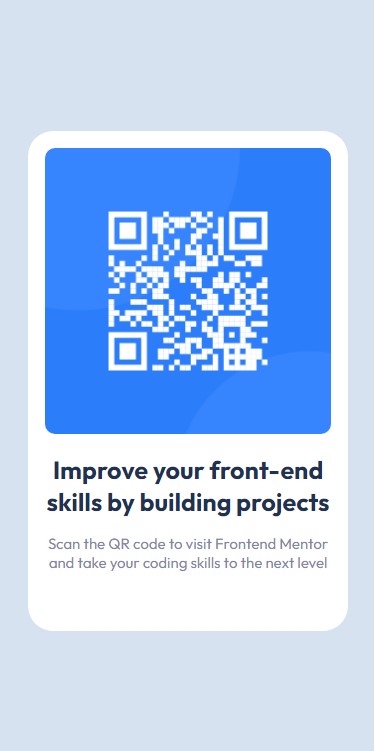 Improve your front-end
skills by building projects
Scan the QR code to visit Frontend Mentor
and take your coding skills to the next level